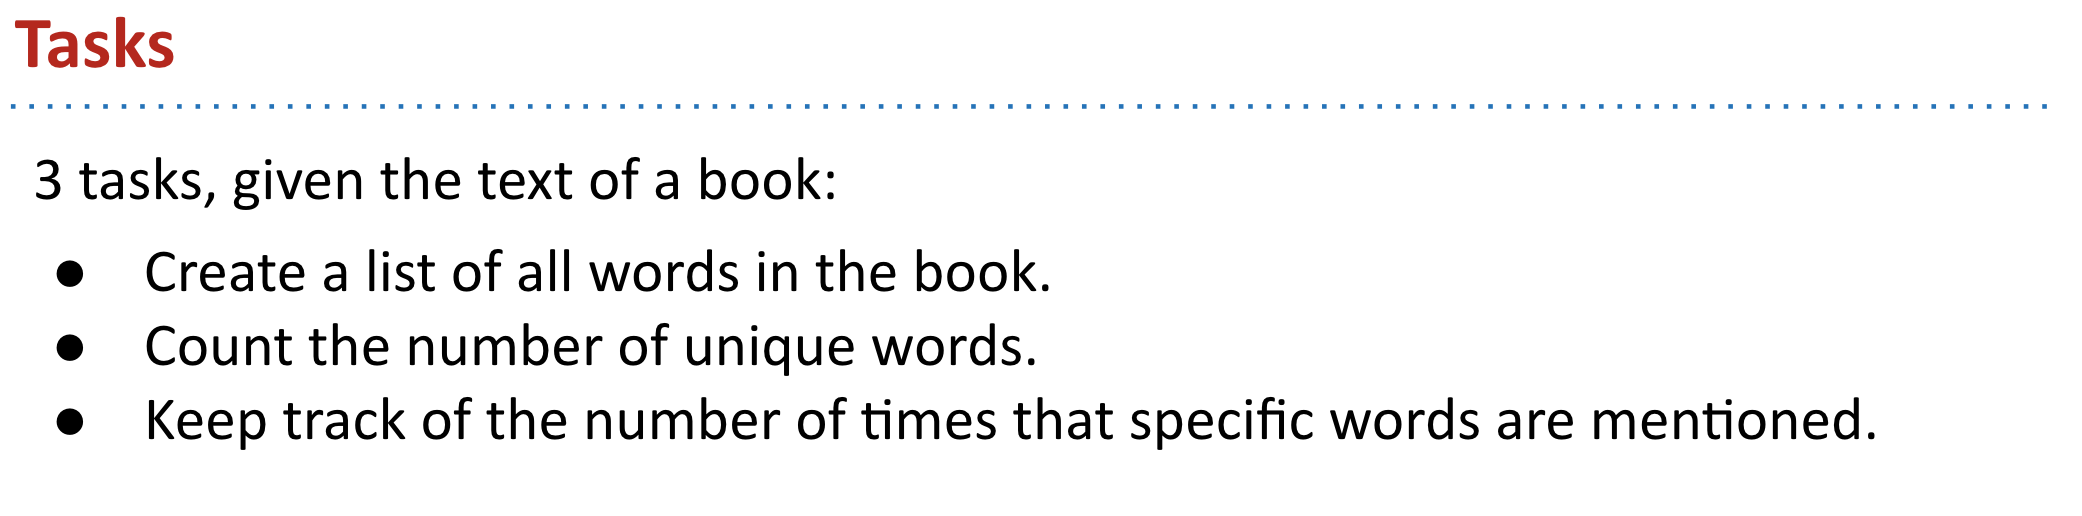 Tasks
3 tasks, given the text of a book:
● Create a list of all words in the book.
● Count the number of unique words.
● Keep track of the number of times that specific words are mentioned.